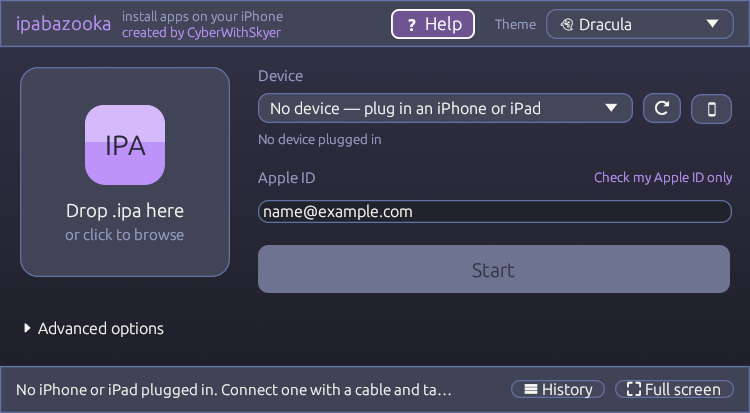 ipabazooka
install apps on your iPhone
created by CyberWithSkyer
? Help
Theme
Dracula
Device
No device — plug in an iPhone or iPad
No device plugged in
IPA
Drop .ipa here
or click to browse
Apple ID
Check my Apple ID only
name@example.com
Start
Advanced options
No iPhone or iPad plugged in. Connect one with a cable and ta…
History
Full screen